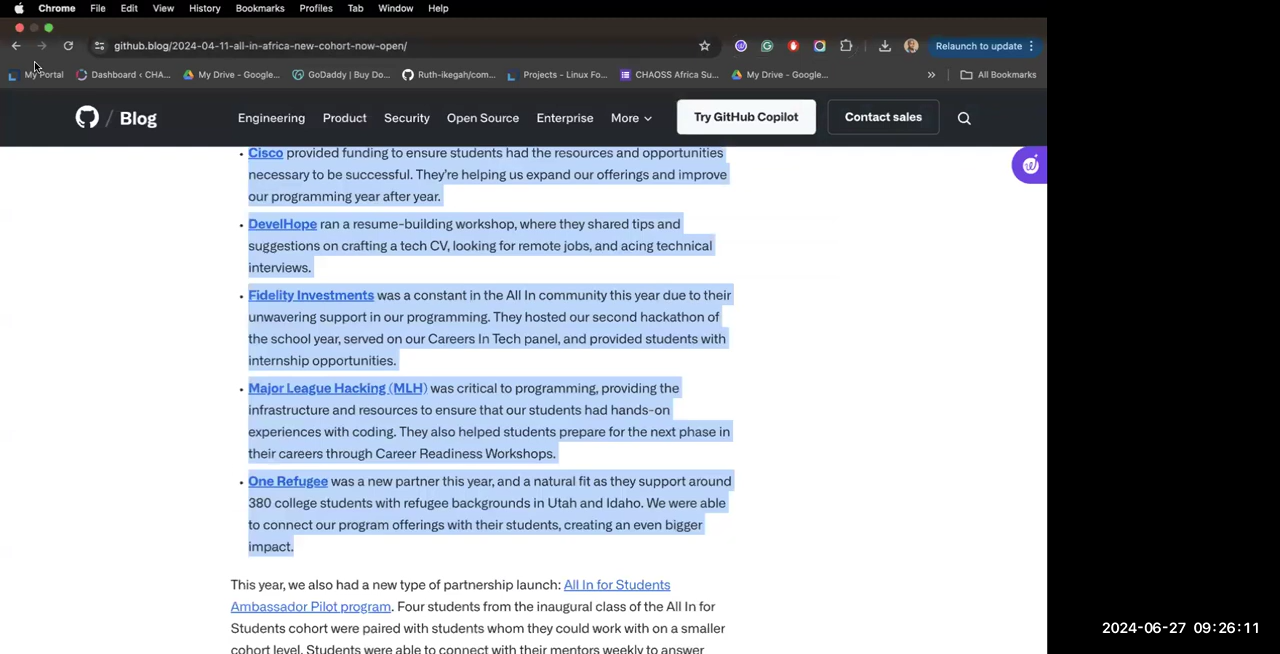 Chrome File Edit View History Bookmarks Profiles Tab Window Help
github.blog/2024-04-11-all-in-africa-new-cohort-now-open/ Relaunch to update
My Portal Dashboard ‹ CHA... My Drive - Google... GoDaddy | Buy Do... Ruth-ikegah/com... Projects - Linux Fo... CHAOSS Africa Su... My Drive - Google... » All Bookmarks
/ Blog Engineering Product Security Open Source Enterprise More Try GitHub Copilot Contact sales
• Cisco provided funding to ensure students had the resources and opportunities
necessary to be successful. They're helping us expand our offerings and improve
our programming year after year.
• DevelHope ran a resume-building workshop, where they shared tips and
suggestions on crafting a tech CV, looking for remote jobs, and acing technical
interviews.
• Fidelity Investments was a constant in the All In community this year due to their
unwavering support in our programming. They hosted our second hackathon of
the school year, served on our Careers In Tech panel, and provided students with
internship opportunities.
• Major League Hacking (MLH) was critical to programming, providing the
infrastructure and resources to ensure that our students had hands-on
experiences with coding. They also helped students prepare for the next phase in
their careers through Career Readiness Workshops.
• One Refugee was a new partner this year, and a natural fit as they support around
380 college students with refugee backgrounds in Utah and Idaho. We were able
to connect our program offerings with their students, creating an even bigger
impact.
This year, we also had a new type of partnership launch: All In for Students
Ambassador Pilot program. Four students from the inaugural class of the All In for
Students cohort were paired with students whom they could work with on a smaller
cohort level. Students were able to connect with their mentors weekly to answer
2024-06-27 09:26:11